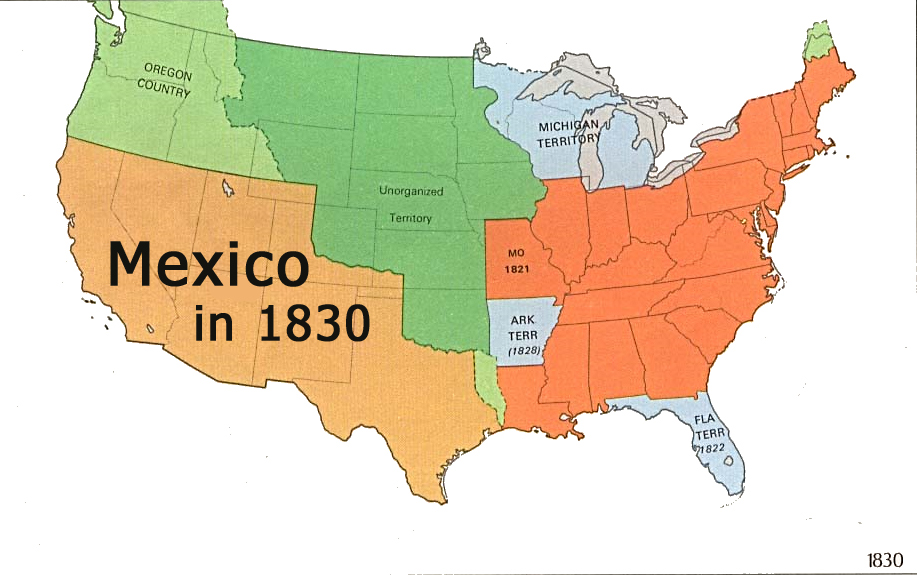 OREGON
COUNTRY
MICHIGAN
TERRITORY
Unorganized
Territory
Mexico
in 1830
MO
1821
ARK
TERR
(1828)
FLA
TERR
1822
1830